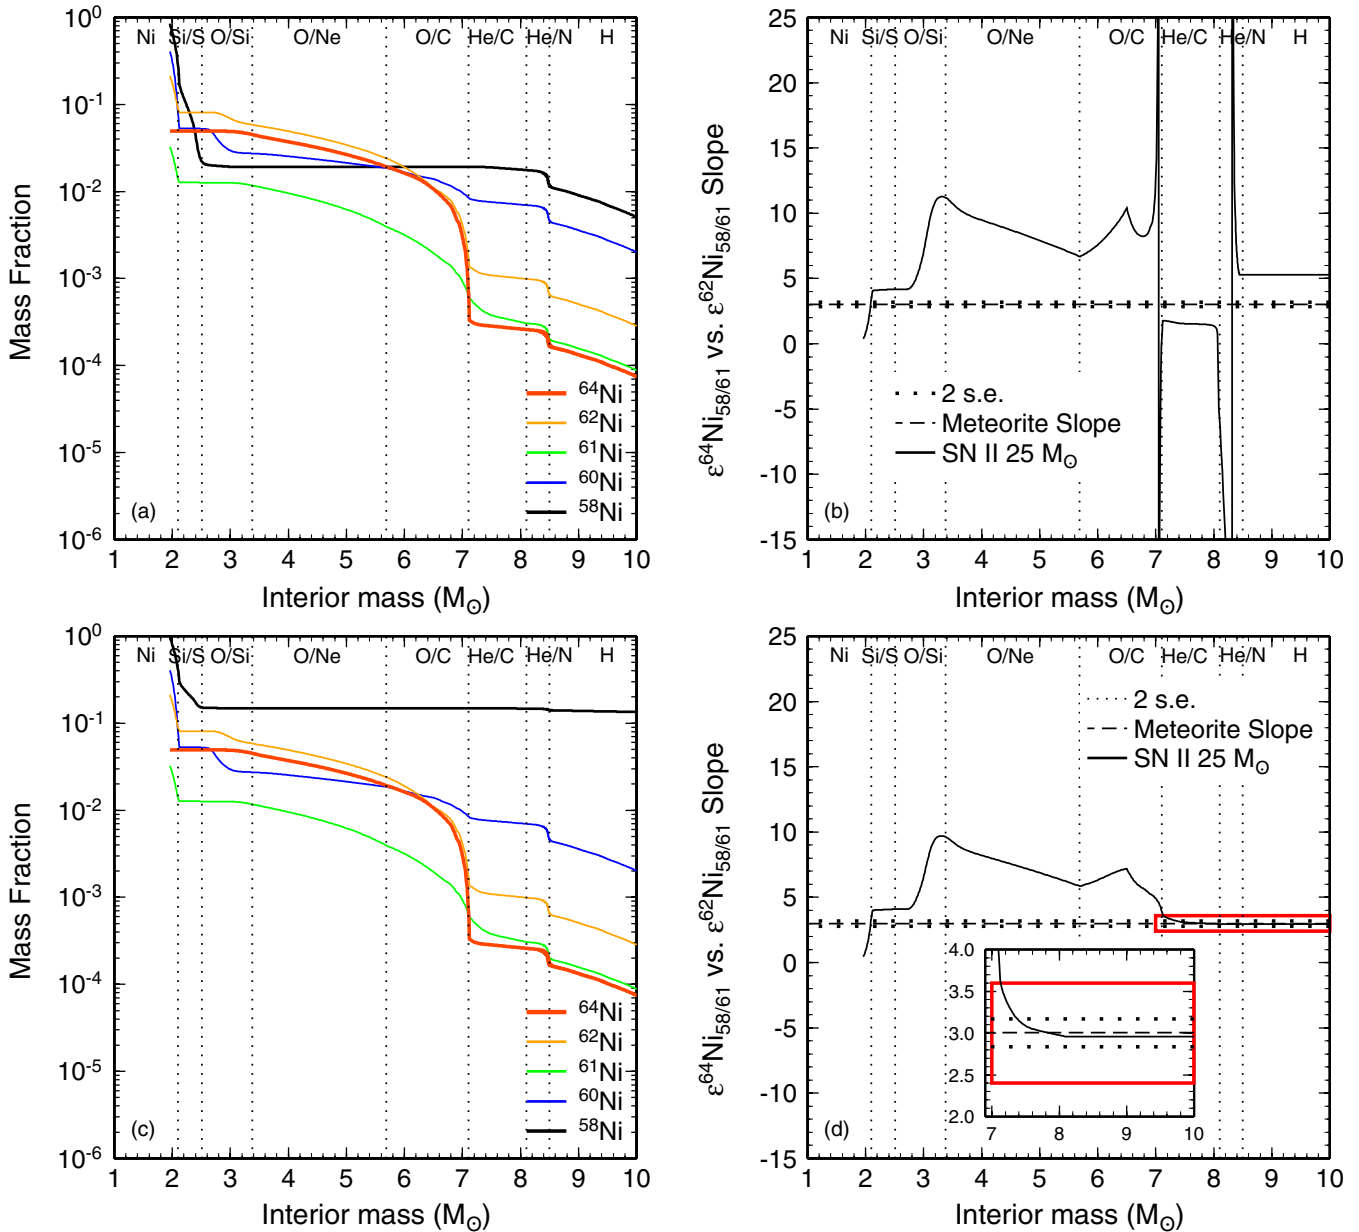 Ni Si/S O/Si O/Ne O/C He/C He/N H
10⁰
10⁻¹
10⁻²
10⁻³
10⁻⁴
10⁻⁵
10⁻⁶
Mass Fraction
⁶⁴Ni
⁶²Ni
⁶¹Ni
⁶⁰Ni
⁵⁸Ni
(a)
1 2 3 4 5 6 7 8 9 10
Interior mass (M☉)
Ni Si/S O/Si O/Ne O/C He/C He/N H
25
20
15
10
5
0
-5
-10
-15
ε⁶⁴Ni₅₈/₆₁ vs. ε⁶²Ni₅₈/₆₁ Slope
2 s.e.
Meteorite Slope
SN II 25 M☉
(b)
1 2 3 4 5 6 7 8 9 10
Interior mass (M☉)
Ni Si/S O/Si O/Ne O/C He/C He/N H
10⁰
10⁻¹
10⁻²
10⁻³
10⁻⁴
10⁻⁵
10⁻⁶
Mass Fraction
⁶⁴Ni
⁶²Ni
⁶¹Ni
⁶⁰Ni
⁵⁸Ni
(c)
1 2 3 4 5 6 7 8 9 10
Interior mass (M☉)
Ni Si/S O/Si O/Ne O/C He/C He/N H
25
20
15
10
5
0
-5
-10
-15
ε⁶⁴Ni₅₈/₆₁ vs. ε⁶²Ni₅₈/₆₁ Slope
2 s.e.
Meteorite Slope
SN II 25 M☉
4.0
3.5
3.0
2.5
2.0
7 8 9 10
(d)
1 2 3 4 5 6 7 8 9 10
Interior mass (M☉)